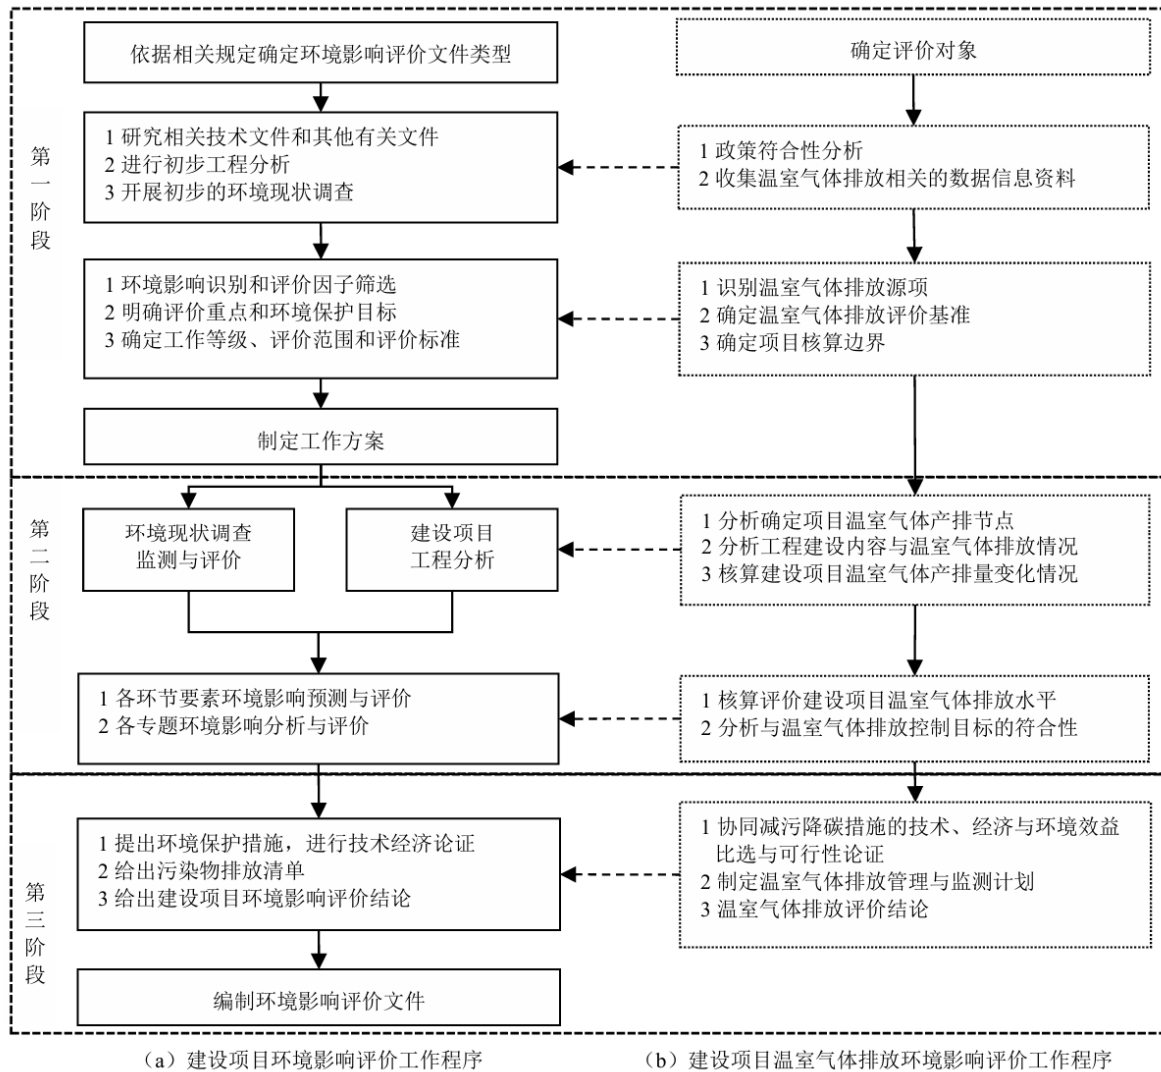 依据相关规定确定环境影响评价文件类型
确定评价对象
第一阶段
1 研究相关技术文件和其他有关文件
2 进行初步工程分析
3 开展初步的环境现状调查
1 政策符合性分析
2 收集温室气体排放相关的数据信息资料
1 环境影响识别和评价因子筛选
2 明确评价重点和环境保护目标
3 确定工作等级、评价范围和评价标准
1 识别温室气体排放源项
2 确定温室气体排放评价基准
3 确定项目核算边界
制定工作方案
第二阶段
环境现状调查
监测与评价
建设项目
工程分析
1 分析确定项目温室气体产排节点
2 分析工程建设内容与温室气体排放情况
3 核算建设项目温室气体产排量变化情况
1 各环节要素环境影响预测与评价
2 各专题环境影响分析与评价
1 核算评价建设项目温室气体排放水平
2 分析与温室气体排放控制目标的符合性
第三阶段
1 提出环境保护措施，进行技术经济论证
2 给出污染物排放清单
3 给出建设项目环境影响评价结论
1 协同减污降碳措施的技术、经济与环境效益
比选与可行性论证
2 制定温室气体排放管理与监测计划
3 温室气体排放评价结论
编制环境影响评价文件
（a）建设项目环境影响评价工作程序
（b）建设项目温室气体排放环境影响评价工作程序